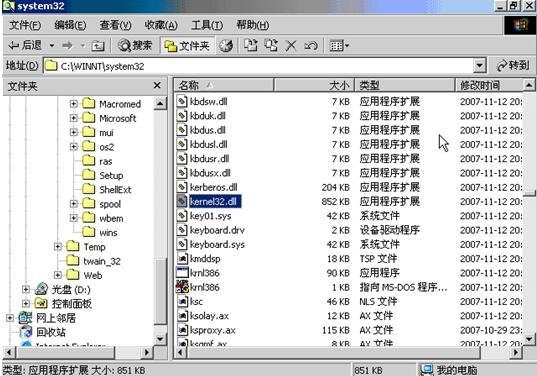 system32
文件(F) 编辑(E) 查看(V) 收藏(A) 工具(T) 帮助(H)
后退 搜索 文件夹
地址(D) C:\WINNT\system32 转到
文件夹
Macromed
Microsoft
mui
os2
ras
Setup
ShellExt
spool
wbem
wins
Temp
twain_32
Web
光盘 (D:)
控制面板
网上邻居
回收站
Internet Explorer
名称 大小 类型 修改时间
kbdsw.dll 7 KB 应用程序扩展 2007-11-12 20:
kbduk.dll 7 KB 应用程序扩展 2007-11-12 20:
kbdus.dll 7 KB 应用程序扩展 2007-11-12 20:
kbdusl.dll 7 KB 应用程序扩展 2007-11-12 20:
kbdusr.dll 7 KB 应用程序扩展 2007-11-12 20:
kbdusx.dll 7 KB 应用程序扩展 2007-11-12 20:
kerberos.dll 204 KB 应用程序扩展 2007-11-12 20:
kernel32.dll 852 KB 应用程序扩展 2007-11-12 20:
key01.sys 42 KB 系统文件 2007-11-12 20:
keyboard.drv 2 KB 设备驱动程序 2007-11-12 20:
keyboard.sys 42 KB 系统文件 2007-11-12 20:
kmddsp 18 KB TSP 文件 2007-11-12 20:
krnl386 90 KB 应用程序 2007-11-12 20:
krnl386 1 KB 指向 MS-DOS 程序... 2007-11-12 20:
ksc 46 KB NLS 文件 2007-11-12 20:
ksolay.ax 12 KB AX 文件 2007-11-12 20:
ksproxy.ax 115 KB AX 文件 2007-10-29 23:
ksgmf.ax AX 文件 2007-11-12 20:
类型: 应用程序扩展 大小: 851 KB 851 KB 我的电脑